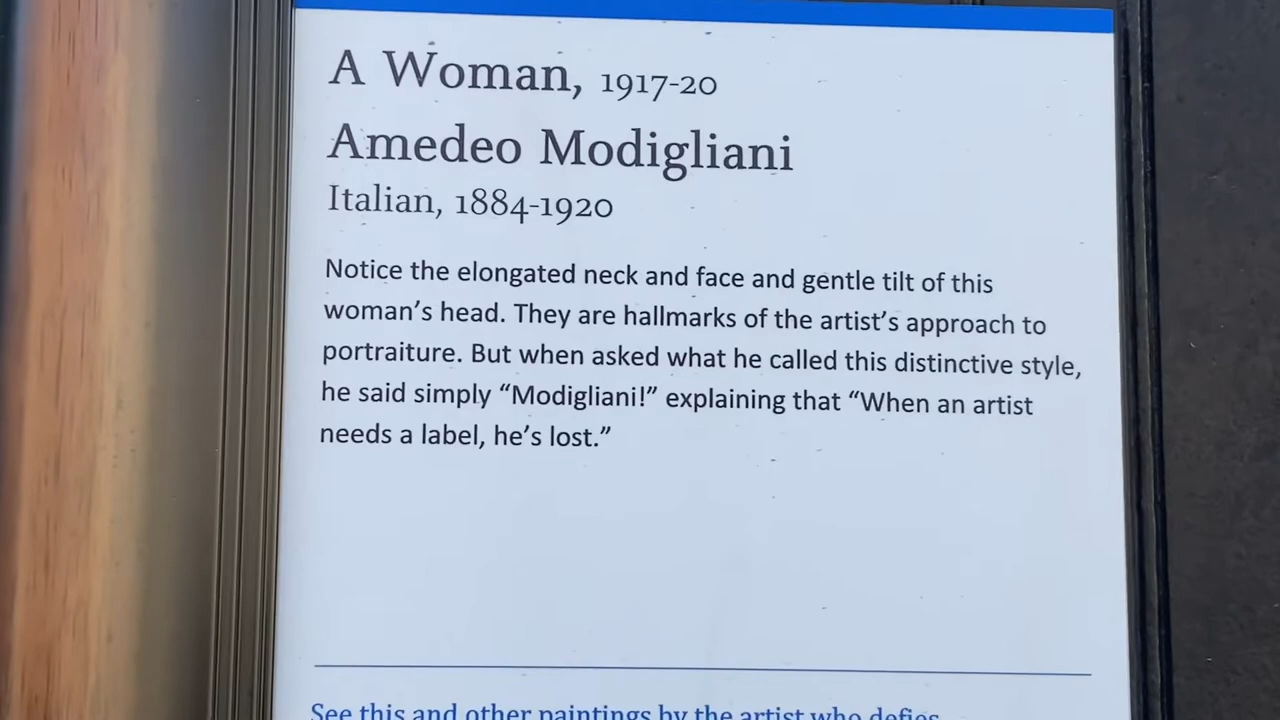 A Woman, 1917-20
Amedeo Modigliani
Italian, 1884-1920
Notice the elongated neck and face and gentle tilt of this
woman’s head. They are hallmarks of the artist’s approach to
portraiture. But when asked what he called this distinctive style,
he said simply “Modigliani!” explaining that “When an artist
needs a label, he’s lost.”
See this and other paintings by the artist who defies